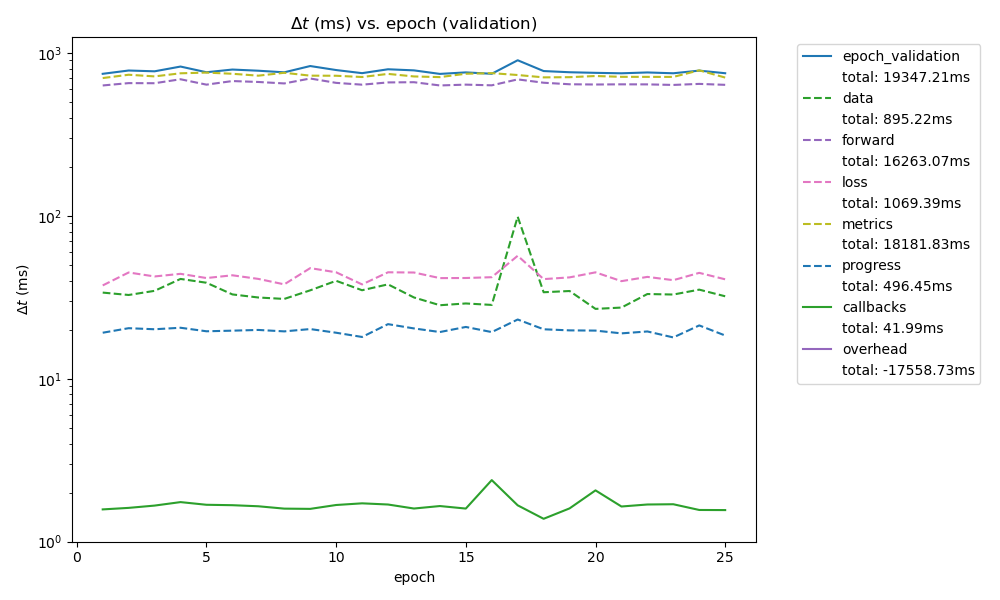 Δt (ms) vs. epoch (validation)
10³
10²
10¹
10⁰
Δt (ms)
0 5 10 15 20 25
epoch
epoch_validation
total: 19347.21ms
data
total: 895.22ms
forward
total: 16263.07ms
loss
total: 1069.39ms
metrics
total: 18181.83ms
progress
total: 496.45ms
callbacks
total: 41.99ms
overhead
total: -17558.73ms